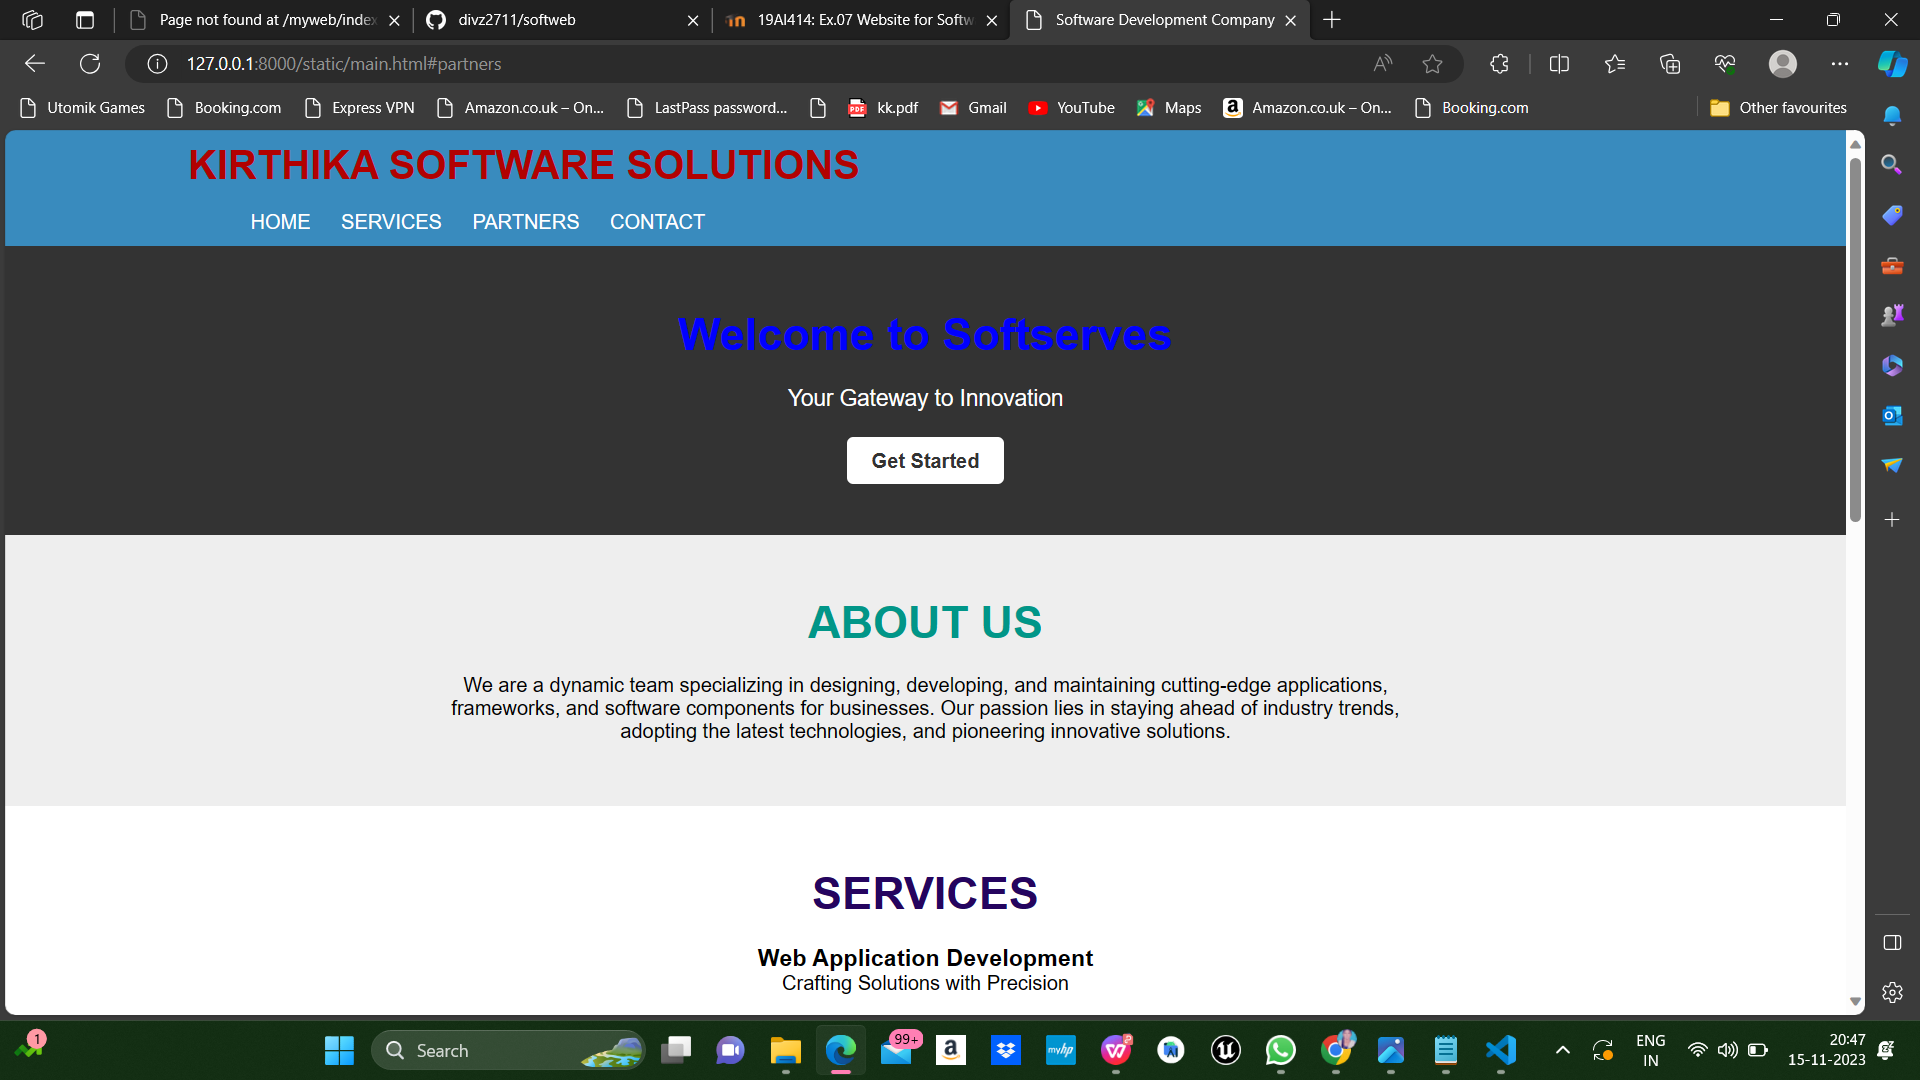 Page not found at /myweb/index
divz2711/softweb
19AI414: Ex.07 Website for Softw
Software Development Company
127.0.0.1:8000/static/main.html#partners
Utomik Games
Booking.com
Express VPN
Amazon.co.uk – On...
LastPass password...
kk.pdf
Gmail
YouTube
Maps
Amazon.co.uk – On...
Booking.com
Other favourites
KIRTHIKA SOFTWARE SOLUTIONS
HOME SERVICES PARTNERS CONTACT
Welcome to Softserves
Your Gateway to Innovation
Get Started
ABOUT US
We are a dynamic team specializing in designing, developing, and maintaining cutting-edge applications,
frameworks, and software components for businesses. Our passion lies in staying ahead of industry trends,
adopting the latest technologies, and pioneering innovative solutions.
SERVICES
Web Application Development
Crafting Solutions with Precision
1
Search
99+
myhp
ENG
IN
20:47
15-11-2023